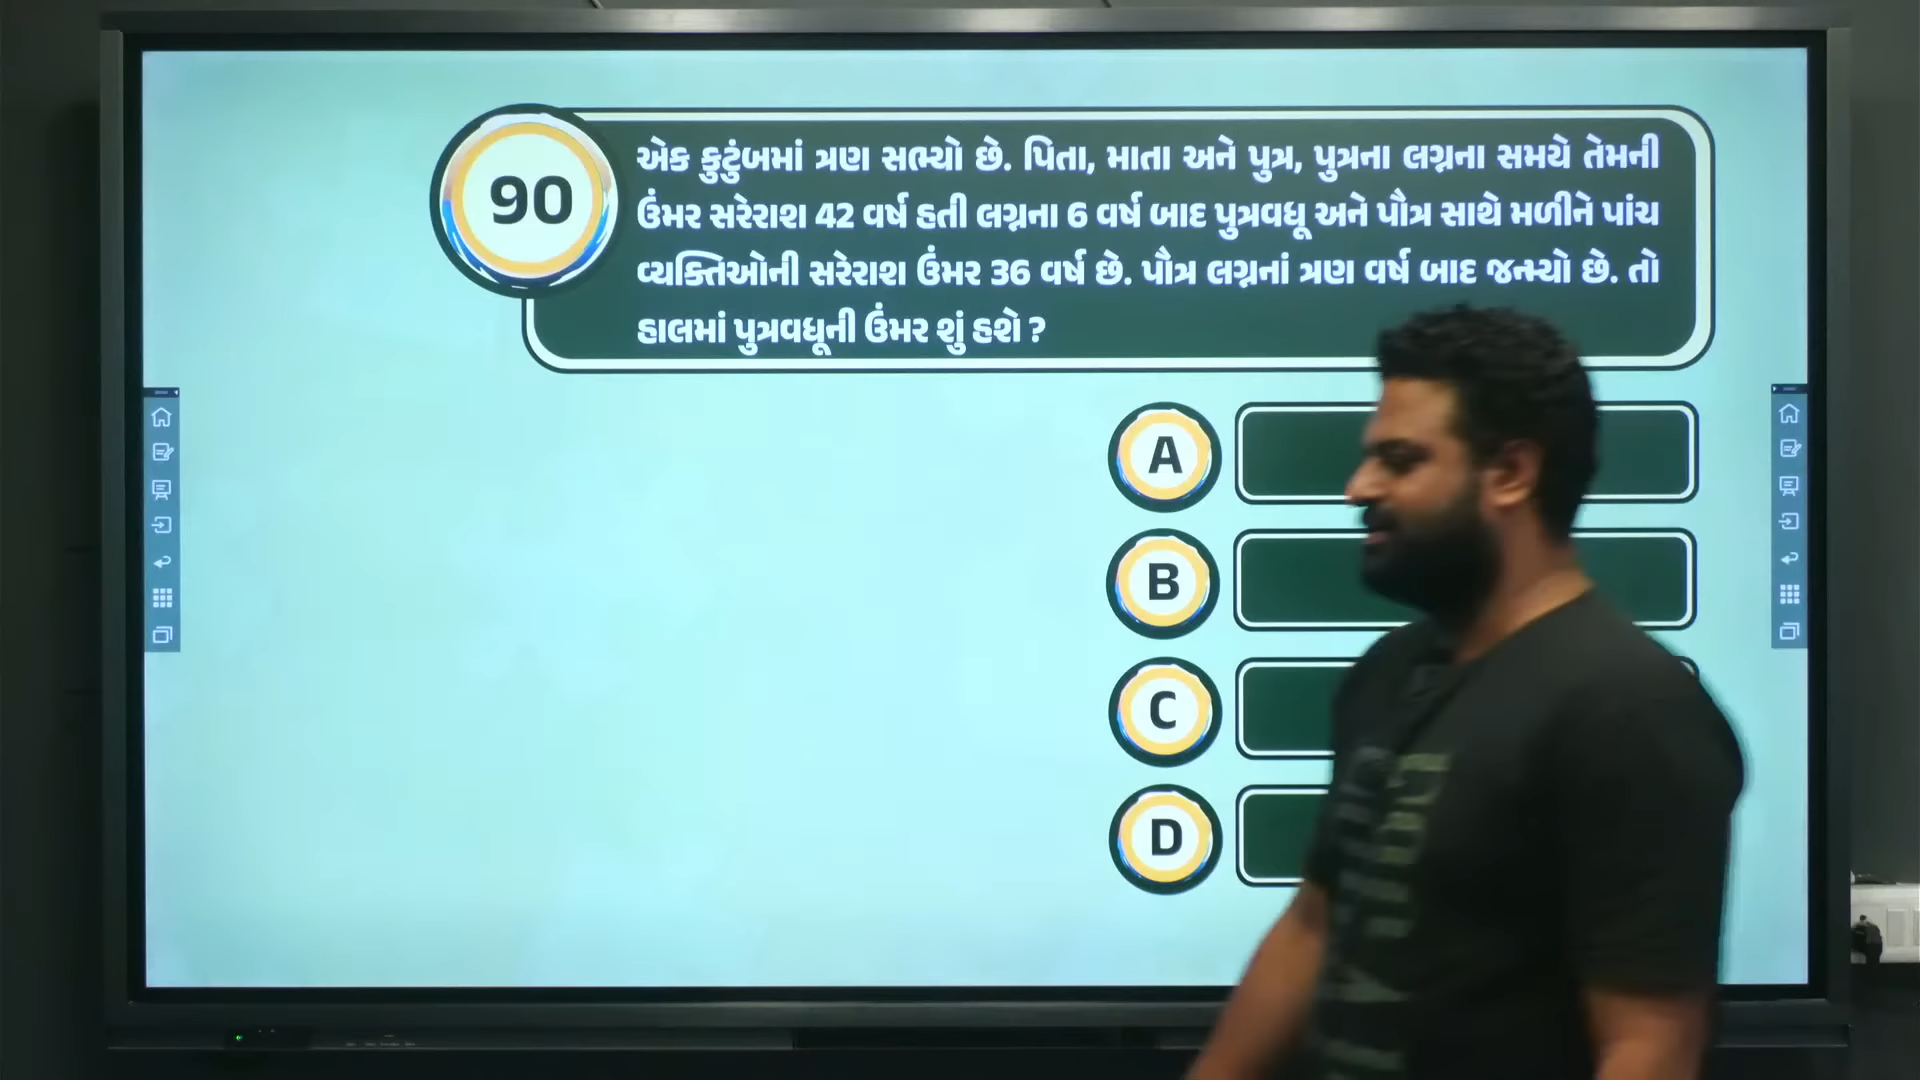 90
એક કુટુંબમાં ત્રણ સભ્યો છે. પિતા, માતા અને પુત્ર, પુત્રના લગ્નના સમયે તેમની
ઉંમર સરેરાશ 42 વર્ષ હતી લગ્નના 6 વર્ષ બાદ પુત્રવધૂ અને પૌત્ર સાથે મળીને પાંચ
વ્યક્તિઓની સરેરાશ ઉંમર 36 વર્ષ છે. પૌત્ર લગ્નનાં ત્રણ વર્ષ બાદ જન્મ્યો છે. તો
હાલમાં પુત્રવધૂની ઉંમર શું હશે ?
A
B
C
D